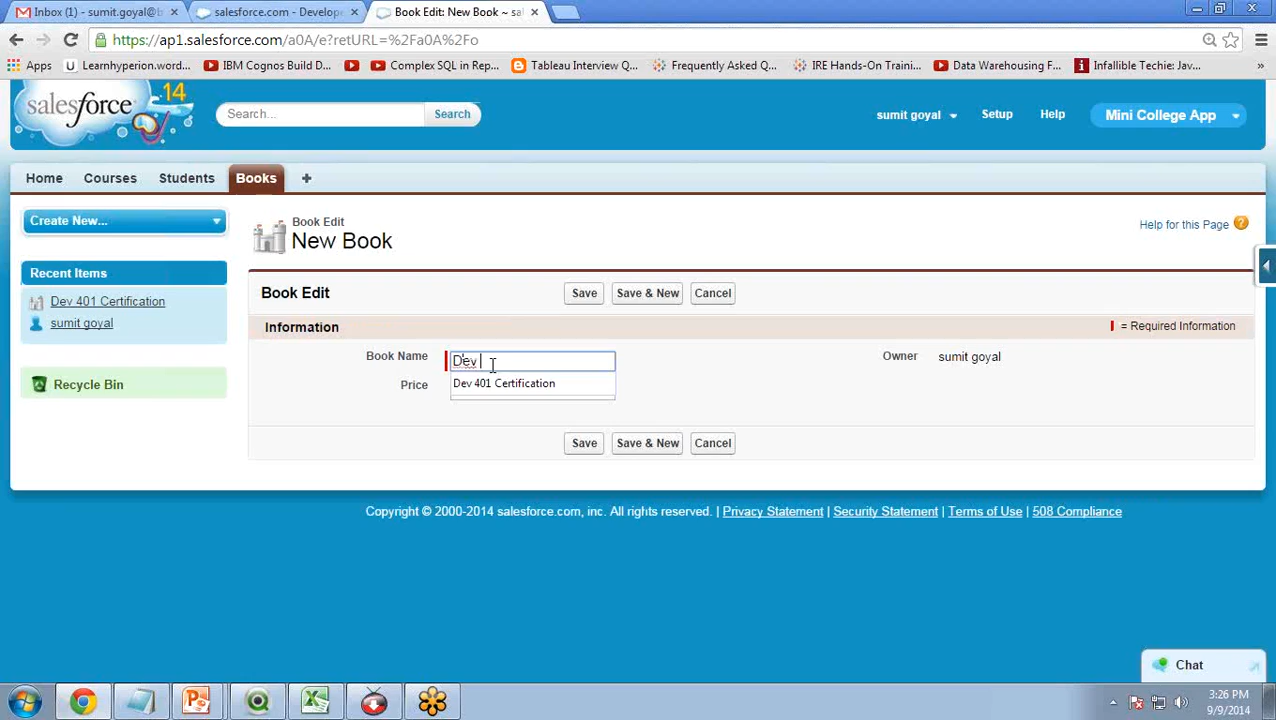 Inbox (1) - sumit.goyal@b
salesforce.com - Develope
Book Edit: New Book ~ sa
https://ap1.salesforce.com/a0A/e?retURL=%2Fa0A%2Fo
Apps
Learnhyperion.word...
IBM Cognos Build D...
Complex SQL in Rep...
Tableau Interview Q...
Frequently Asked Q...
IRE Hands-On Traini...
Data Warehousing F...
Infallible Techie: Jav...
»
salesforce
14
Search...
Search
sumit goyal
Setup
Help
Mini College App
Home
Courses
Students
Books
+
Create New...
Book Edit
New Book
Help for this Page ?
Recent Items
Dev 401 Certification
sumit goyal
Recycle Bin
Book Edit
Save
Save & New
Cancel
Information
= Required Information
Book Name
Dev
Owner
sumit goyal
Price
Dev 401 Certification
Save
Save & New
Cancel
Copyright © 2000-2014 salesforce.com, inc. All rights reserved. | Privacy Statement | Security Statement | Terms of Use | 508 Compliance
Chat
3:26 PM
9/9/2014